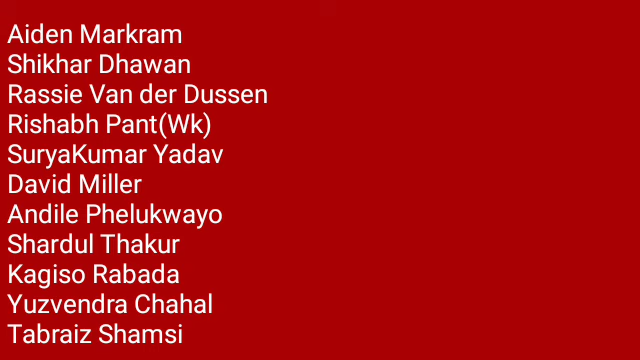 Aiden Markram
Shikhar Dhawan
Rassie Van der Dussen
Rishabh Pant(Wk)
SuryaKumar Yadav
David Miller
Andile Phelukwayo
Shardul Thakur
Kagiso Rabada
Yuzvendra Chahal
Tabraiz Shamsi